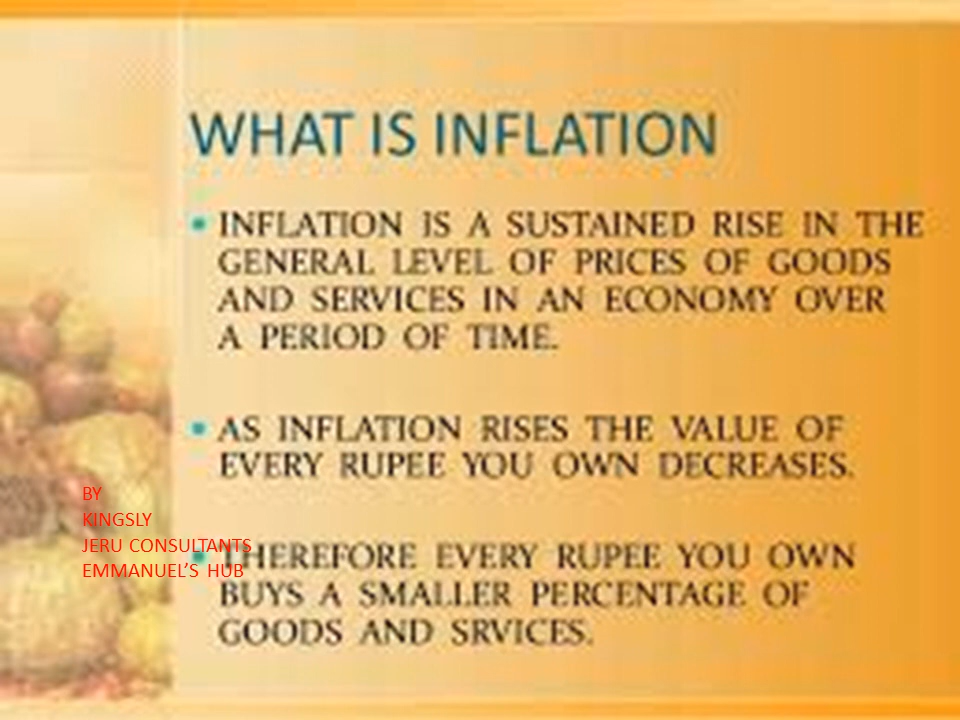 WHAT IS INFLATION
• INFLATION IS A SUSTAINED RISE IN THE
GENERAL LEVEL OF PRICES OF GOODS
AND SERVICES IN AN ECONOMY OVER
A PERIOD OF TIME.
• AS INFLATION RISES THE VALUE OF
EVERY RUPEE YOU OWN DECREASES.
• THEREFORE EVERY RUPEE YOU OWN
BUYS A SMALLER PERCENTAGE OF
GOODS AND SRVICES.
BY
KINGSLY
JERU CONSULTANTS
EMMANUEL’S HUB